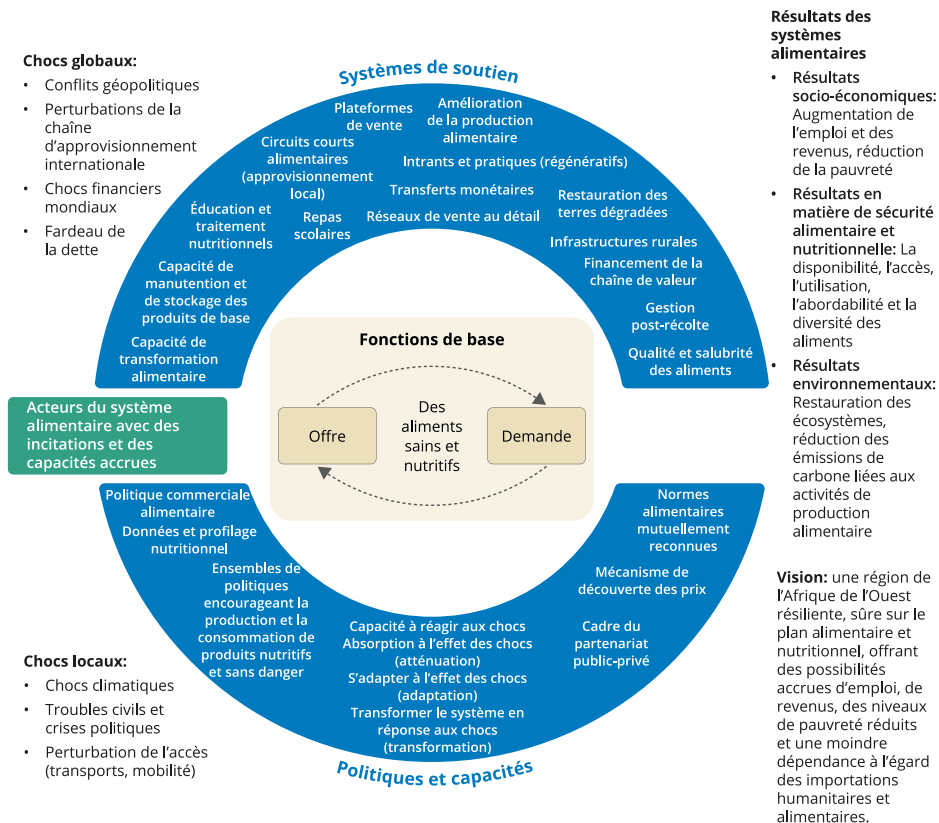 Chocs globaux:
• Conflits géopolitiques
• Perturbations de la
chaîne
d'approvisionnement
internationale
• Chocs financiers
mondiaux
• Fardeau de
la dette
Systèmes de soutien
Plateformes
de vente
Amélioration
de la production
alimentaire
Circuits courts
alimentaires
(approvisionnement
local)
Intrants et pratiques (régénératifs)
Transferts monétaires
Restauration des
terres dégradées
Éducation et
traitement
nutritionnels
Repas
scolaires
Réseaux de vente au détail
Infrastructures rurales
Capacité de
manutention et
de stockage des
produits de base
Financement de la
chaîne de valeur
Gestion
post-récolte
Capacité de
transformation
alimentaire
Qualité et salubrité
des aliments
Fonctions de base
Offre
Des
aliments
sains et
nutritifs
Demande
Acteurs du système
alimentaire avec des
incitations et des
capacités accrues
Politique commerciale
alimentaire
Données et profilage
nutritionnel
Ensembles de
politiques
encourageant la
production et la
consommation de
produits nutritifs
et sans danger
Capacité à réagir aux chocs
Absorption à l'effet des chocs
(atténuation)
S'adapter à l'effet des chocs
(adaptation)
Transformer le système en
réponse aux chocs
(transformation)
Normes
alimentaires
mutuellement
reconnues
Mécanisme de
découverte des prix
Cadre du
partenariat
public-privé
Politiques et capacités
Chocs locaux:
• Chocs climatiques
• Troubles civils et
crises politiques
• Perturbation de l'accès
(transports, mobilité)
Résultats des
systèmes
alimentaires
• Résultats
socio-économiques:
Augmentation de
l'emploi et des
revenus, réduction
de la pauvreté
• Résultats en
matière de sécurité
alimentaire et
nutritionnelle: La
disponibilité, l'accès,
l'utilisation,
l'abordabilité et la
diversité des
aliments
• Résultats
environnementaux:
Restauration des
écosystèmes,
réduction des
émissions de
carbone liées aux
activités de
production
alimentaire
Vision: une région de
l'Afrique de l'Ouest
résiliente, sûre sur le
plan alimentaire et
nutritionnel, offrant
des possibilités
accrues d'emploi, de
revenus, des niveaux
de pauvreté réduits
et une moindre
dépendance à l'égard
des importations
humanitaires et
alimentaires.